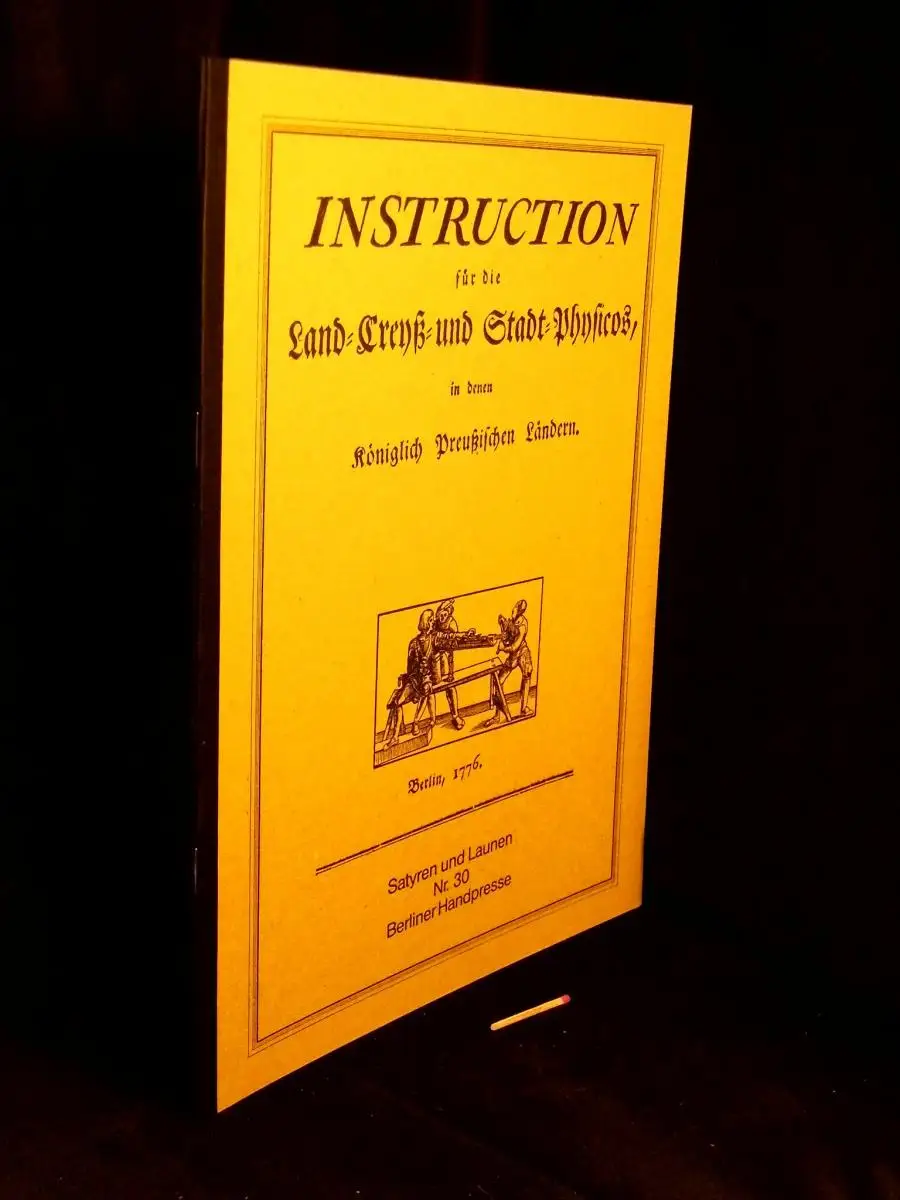 INSTRUCTION
für die
Land-Creyß-und Stadt-Physicos,
in denen
Königlich Preußischen Ländern.
Berlin, 1776.
Satyren und Launen
Nr. 30
Berliner Handpresse